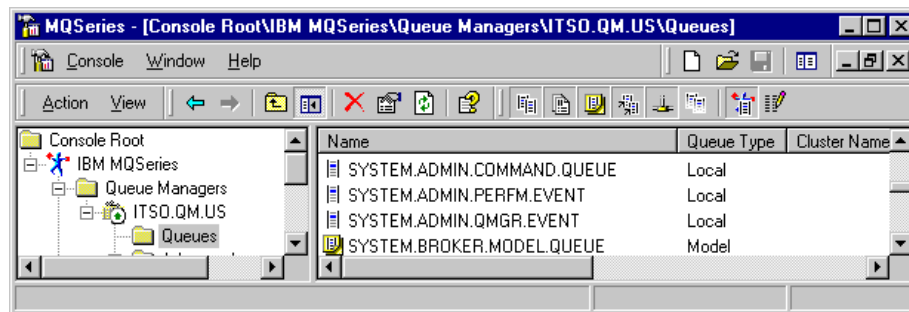 MQSeries - [Console Root\IBM MQSeries\Queue Managers\ITSO.QM.US\Queues]
Console Window Help
Action View
Console Root
IBM MQSeries
Queue Managers
ITSO.QM.US
Queues
Name Queue Type Cluster Name
SYSTEM.ADMIN.COMMAND.QUEUE Local
SYSTEM.ADMIN.PERFM.EVENT Local
SYSTEM.ADMIN.QMGR.EVENT Local
SYSTEM.BROKER.MODEL.QUEUE Model